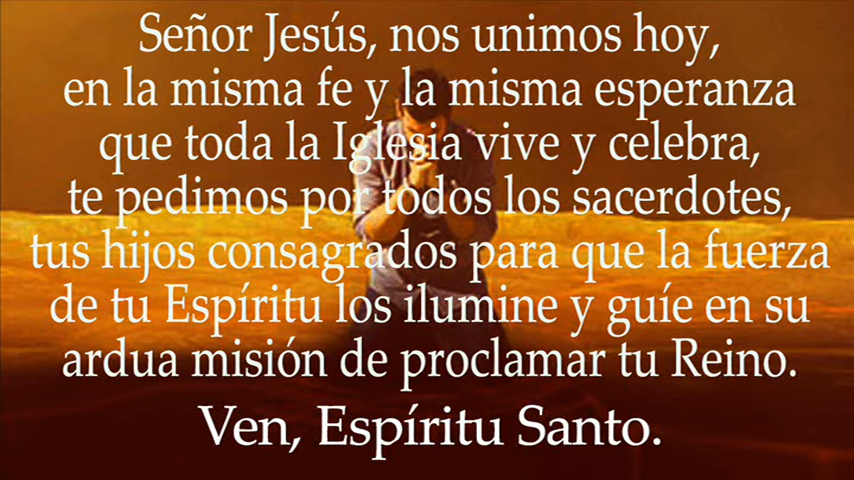 Señor Jesús, nos unimos hoy,
en la misma fe y la misma esperanza
que toda la Iglesia vive y celebra,
te pedimos por todos los sacerdotes,
tus hijos consagrados para que la fuerza
de tu Espíritu los ilumine y guíe en su
ardua misión de proclamar tu Reino.
Ven, Espíritu Santo.